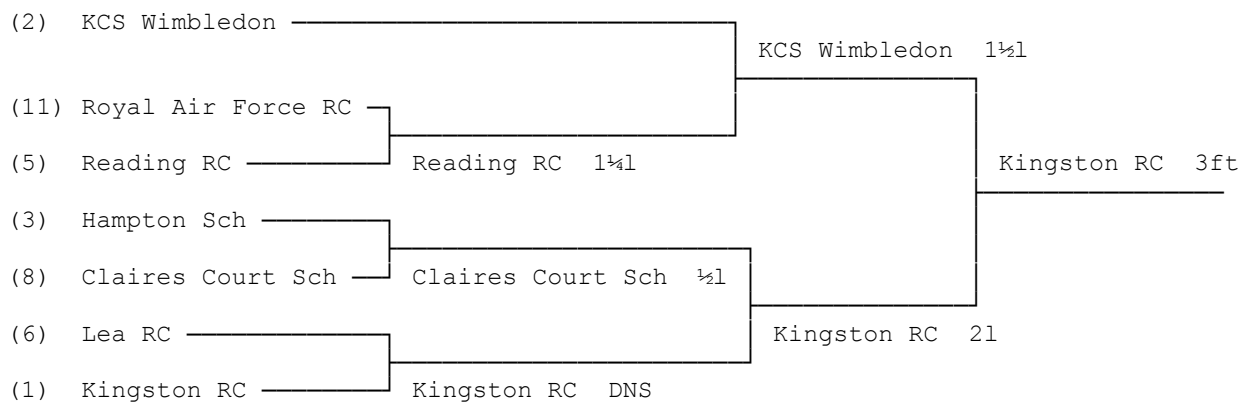 (2) KCS Wimbledon
KCS Wimbledon 1½l
(11) Royal Air Force RC
(5) Reading RC
Reading RC 1¼l
Kingston RC 3ft
(3) Hampton Sch
(8) Claires Court Sch
Claires Court Sch ½l
(6) Lea RC
Kingston RC 2l
(1) Kingston RC
Kingston RC DNS